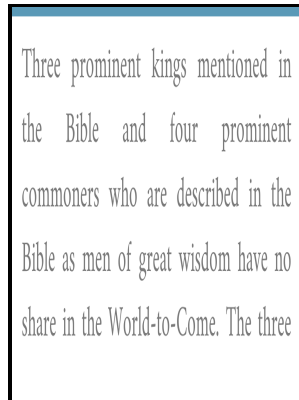 Three prominent kings mentioned in
the Bible and four prominent
commoners who are described in the
Bible as men of great wisdom have no
share in the World-to-Come. The three